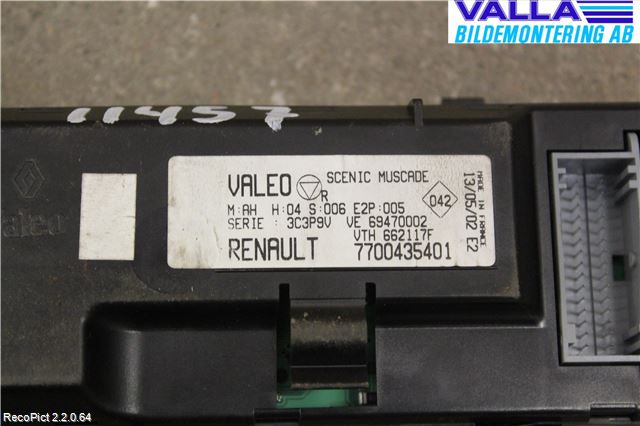 VALLA
BILDEMONTERING AB
11457
VALEO R SCENIC MUSCADE
M:AH H:04 S:006 E2P:005
SERIE : 3C3P9V VE 69470002
VTH 662117F
RENAULT 7700435401
042
MADE IN FRANCE
13/05/02 E2
Valeo
RecoPict 2.2.0.64